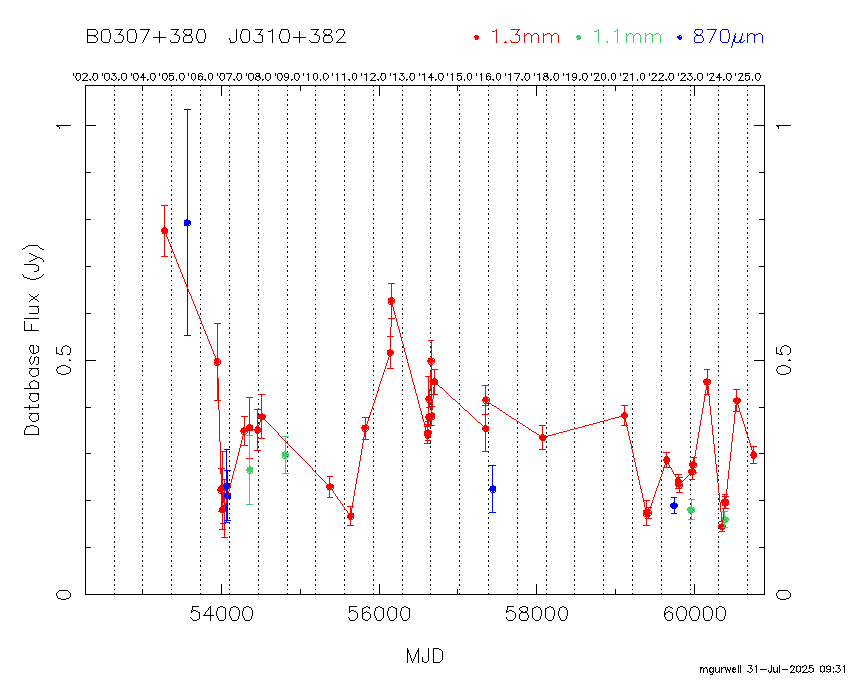 B0307+380 J0310+382 1.3mm 1.1mm 870μm
'02.0 '03.0 '04.0 '05.0 '06.0 '07.0 '08.0 '09.0 '10.0 '11.0 '12.0 '13.0 '14.0 '15.0 '16.0 '17.0 '18.0 '19.0 '20.0 '21.0 '22.0 '23.0 '24.0 '25.0
1 1
Database Flux (Jy)
0.5 0.5
0 0
54000 56000 58000 60000
MJD
mgurwell 31-Jul-2025 09:31